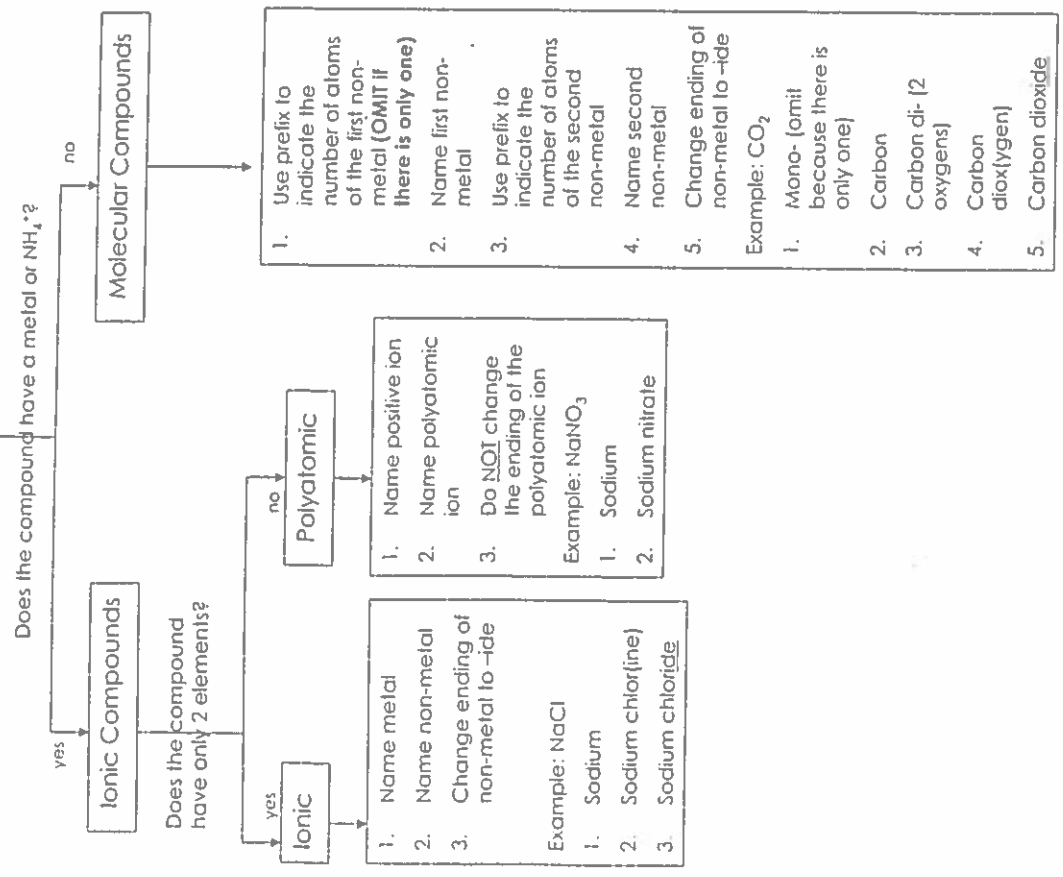 Does the compound have a metal or NH₄⁺?
yes
no
Ionic Compounds
Does the compound
have only 2 elements?
yes
no
Ionic
1. Name metal
2. Name non-metal
3. Change ending of
non-metal to –ide
Example: NaCl
1. Sodium
2. Sodium chlor(ine)
3. Sodium chloride
Polyatomic
1. Name positive ion
2. Name polyatomic
ion
3. Do NOT change
the ending of the
polyatomic ion
Example: NaNO₃
1. Sodium
2. Sodium nitrate
Molecular Compounds
1. Use prefix to
indicate the
number of atoms
of the first non-
metal (OMIT if
there is only one)
2. Name first non-
metal
3. Use prefix to
indicate the
number of atoms
of the second
non-metal
4. Name second
non-metal
5. Change ending of
non-metal to –ide
Example: CO₂
1. Mono- (omit
because there is
only one)
2. Carbon
3. Carbon di- (2
oxygens)
4. Carbon
diox(ygen)
5. Carbon dioxide